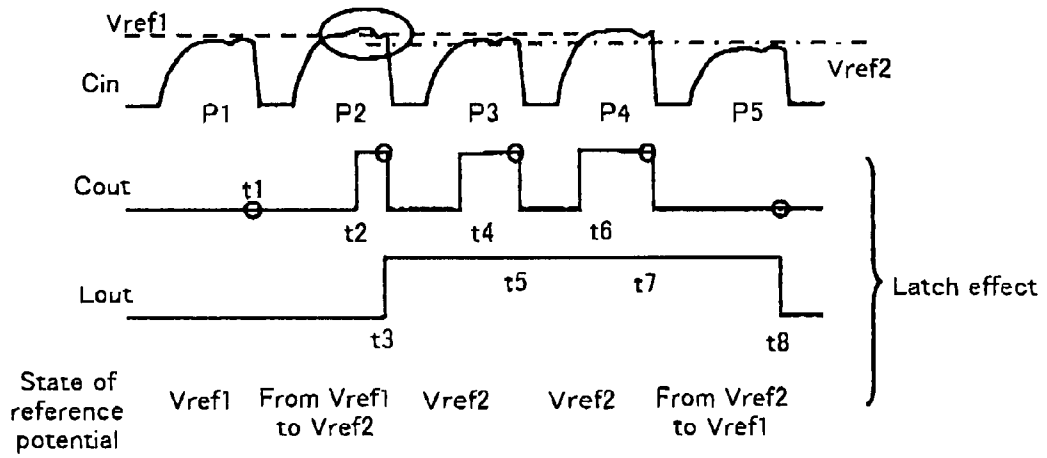 Vref1
Vref2
Cin
P1 P2 P3 P4 P5
Cout
t1
t2 t4 t6
Lout
t5 t7
t3 t8
Latch effect
State of
reference
potential
Vref1
From Vref1
to Vref2
Vref2
Vref2
From Vref2
to Vref1